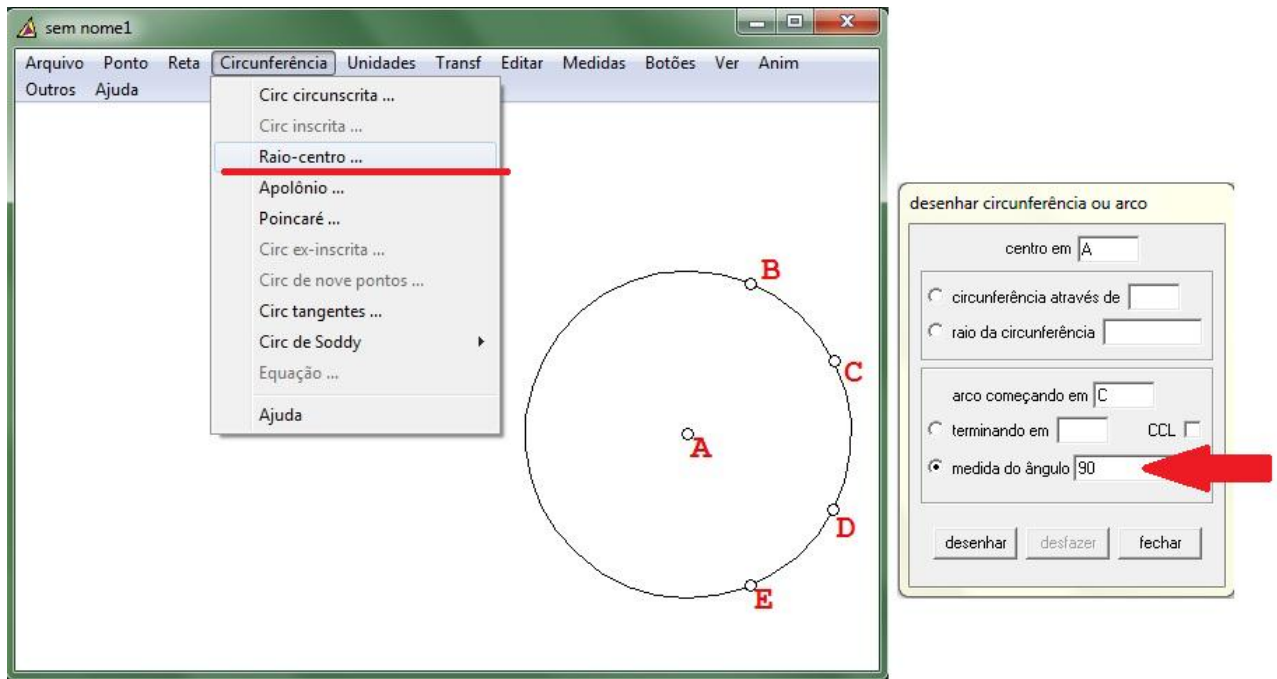 sem nome1
Arquivo Ponto Reta Circunferência Unidades Transf Editar Medidas Botões Ver Anim
Outros Ajuda
Circ circunscrita ...
Circ inscrita ...
Raio-centro ...
Apolônio ...
Poincaré ...
Circ ex-inscrita ...
Circ de nove pontos ...
Circ tangentes ...
Circ de Soddy
Equação ...
Ajuda
B
C
A
D
E
desenhar circunferência ou arco
centro em A
circunferência através de
raio da circunferência
arco começando em C
terminando em CCL
medida do ângulo 90
desenhar desfazer fechar